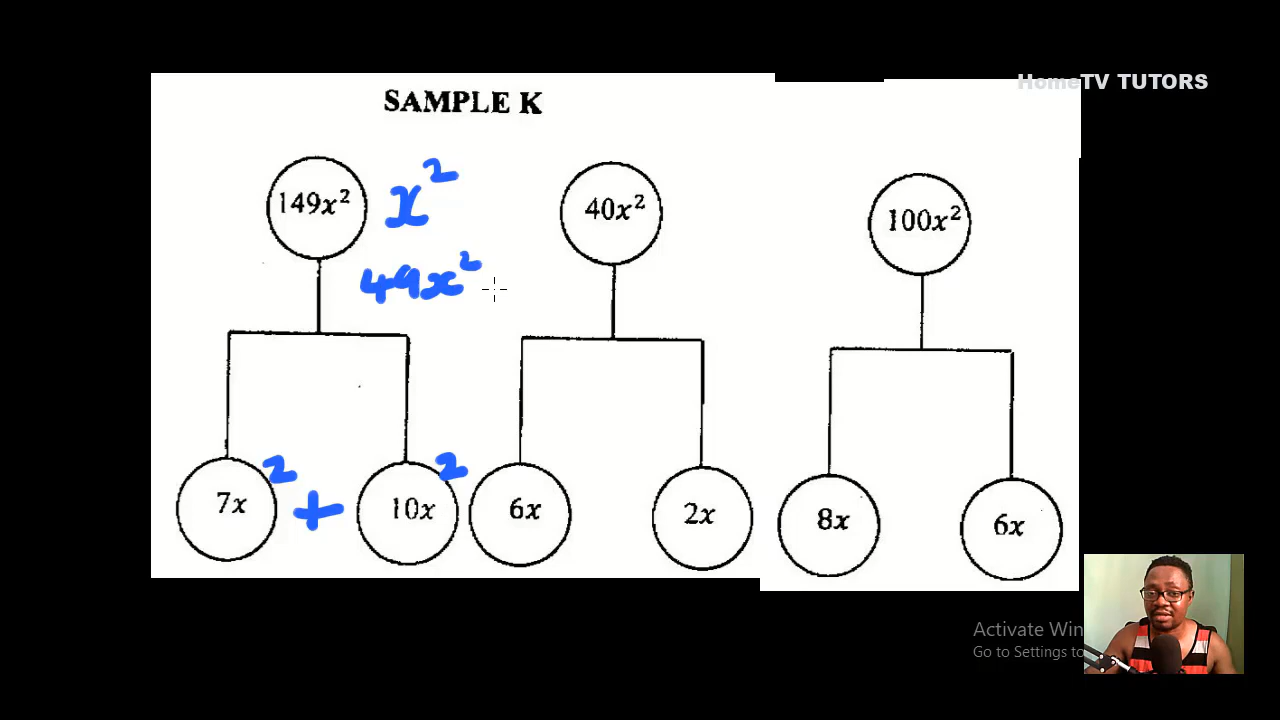 HomeTV TUTORS
SAMPLE K
149x² x² 40x² 100x²
49x²
7x ² + 10x ² 6x 2x 8x 6x
Activate Win
Go to Settings to